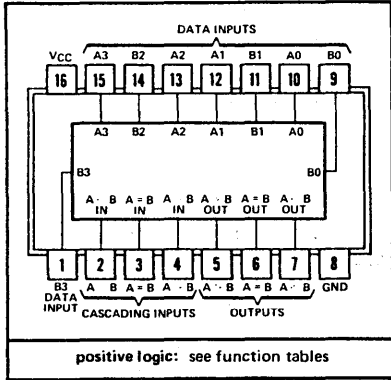 DATA INPUTS
VCC A3 B2 A2 A1 B1 A0 B0
16 15 14 13 12 11 10 9
A3 B2 A2 A1 B1 A0
B3 B0
A · B A = B A · B A · B A = B A · B
IN IN IN OUT OUT OUT
1 2 3 4 5 6 7 8
B3 A B A = B A · B A · B A = B A · B GND
DATA INPUT CASCADING INPUTS OUTPUTS
positive logic: see function tables